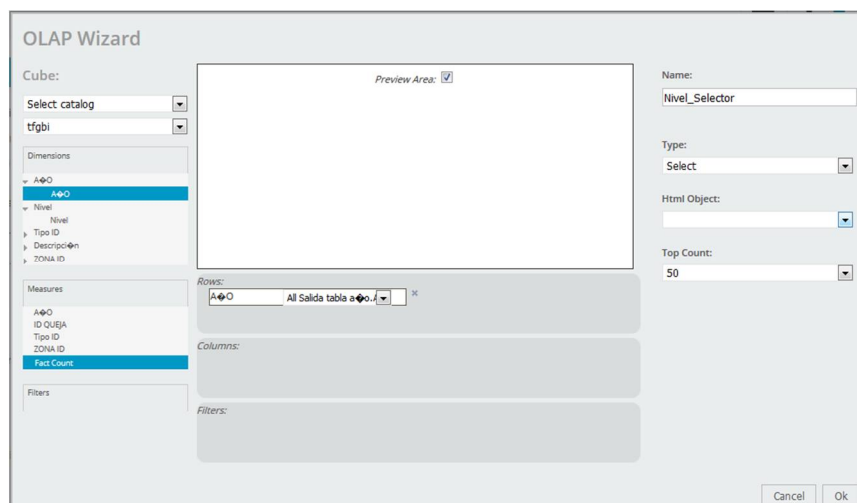 OLAP Wizard
Cube:
Select catalog
tfgbi
Dimensions
A�O
A�O
Nivel
Nivel
Tipo ID
Descripci�n
ZONA ID
Measures
A�O
ID QUEJA
Tipo ID
ZONA ID
Fact Count
Filters
Preview Area:
Rows:
A�O All Salida tabla a�o.A
Columns:
Filters:
Name:
Nivel_Selector
Type:
Select
Html Object:
Top Count:
50
Cancel Ok